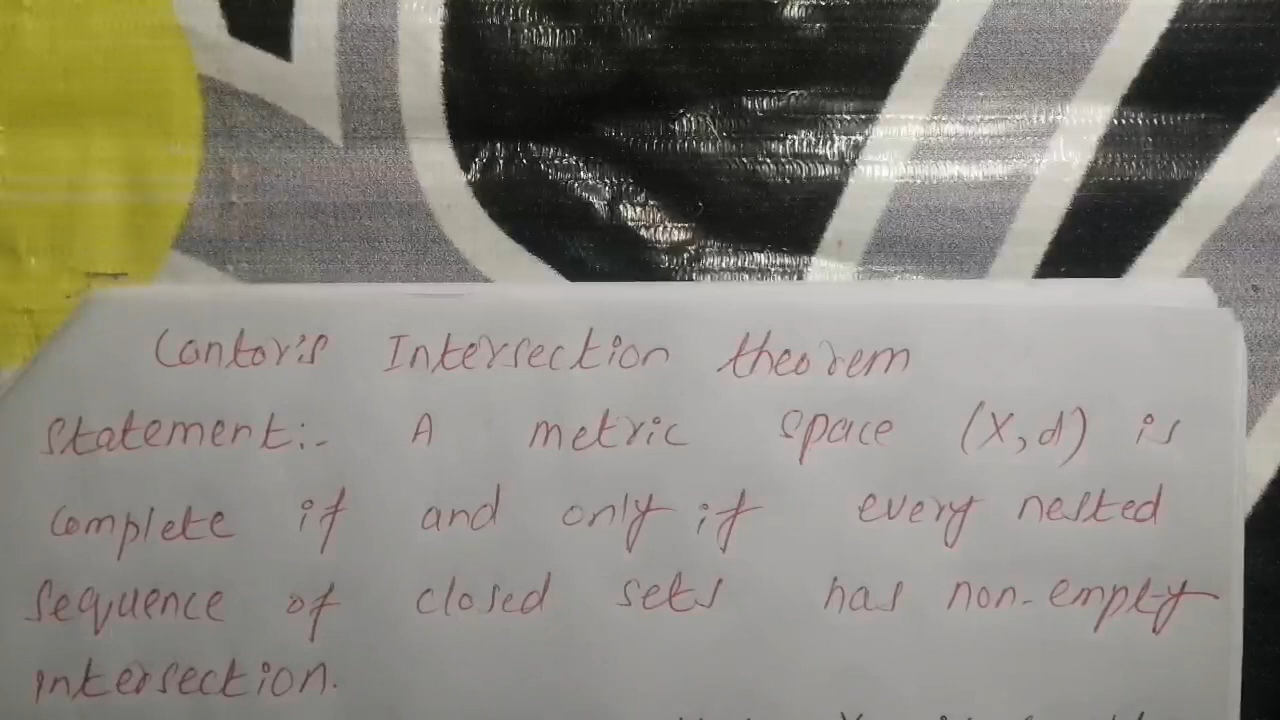 Cantor's Intersection theorem
Statement:- A metric space (X,d) is
complete if and only if every nested
sequence of closed sets has non-empty
intersection.